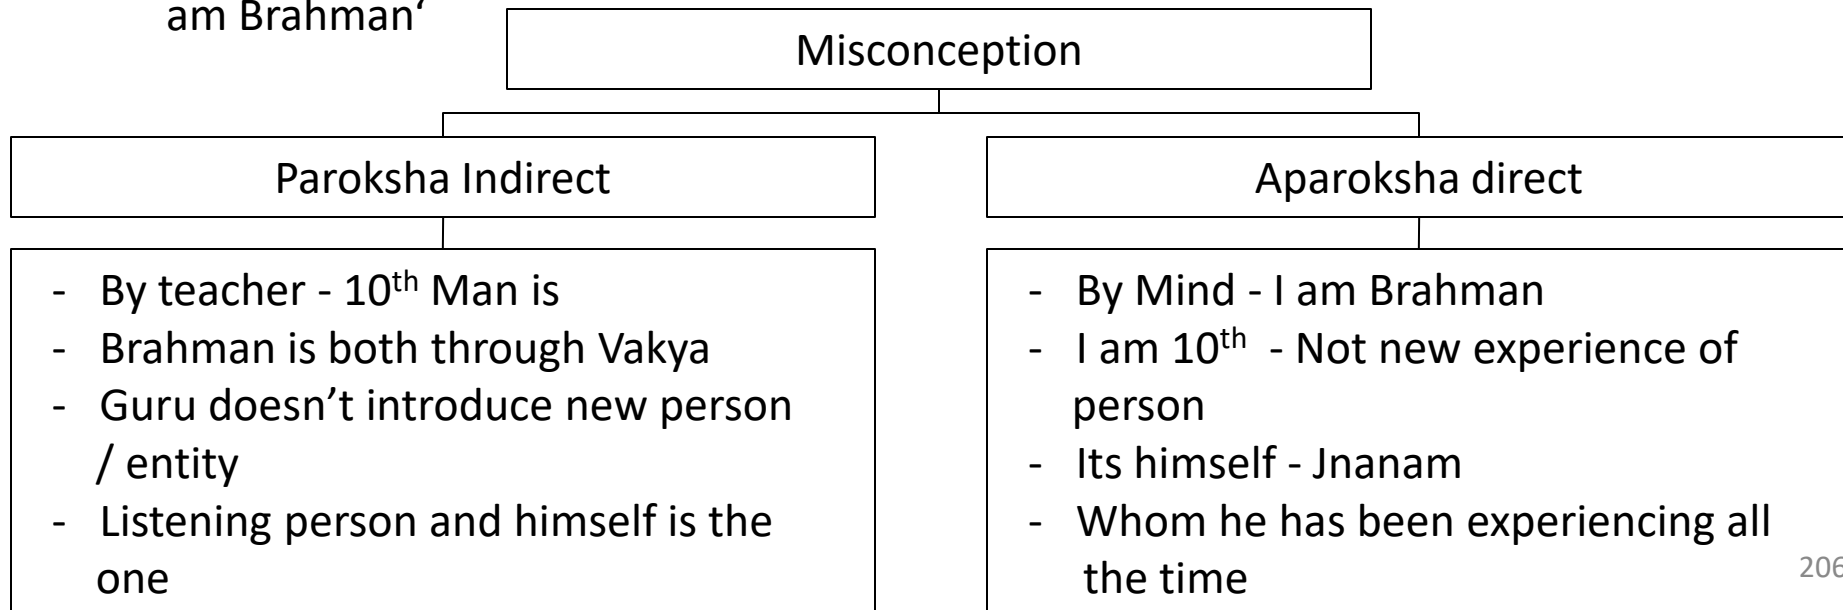 am Brahman‘
Misconception
Paroksha Indirect
- By teacher - 10th Man is
- Brahman is both through Vakya
- Guru doesn’t introduce new person
/ entity
- Listening person and himself is the
one
Aparoksha direct
- By Mind - I am Brahman
- I am 10th - Not new experience of
person
- Its himself - Jnanam
- Whom he has been experiencing all
the time
206